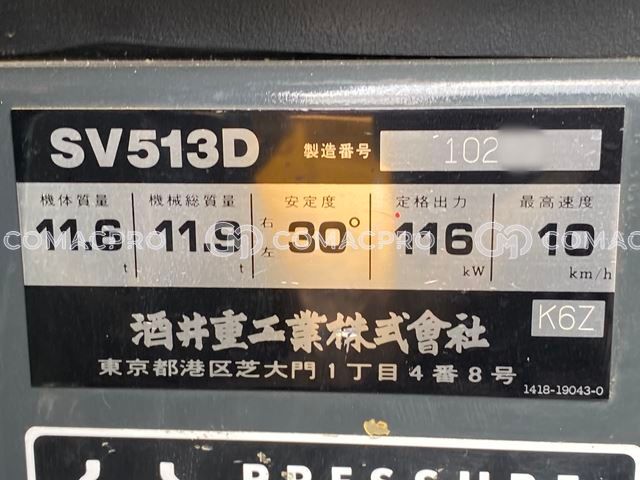 SV513D 製造番号 102
機体質量 機械総質量 安定度 定格出力 最高速度
11.6 t 11.9 t 右 左 30° 116 kW 10 km/h
COMACPRO COMACPRO COMACPRO
酒井重工業株式會社 K6Z
東京都港区芝大門1丁目4番8号 1418-19043-0
PRESSURE